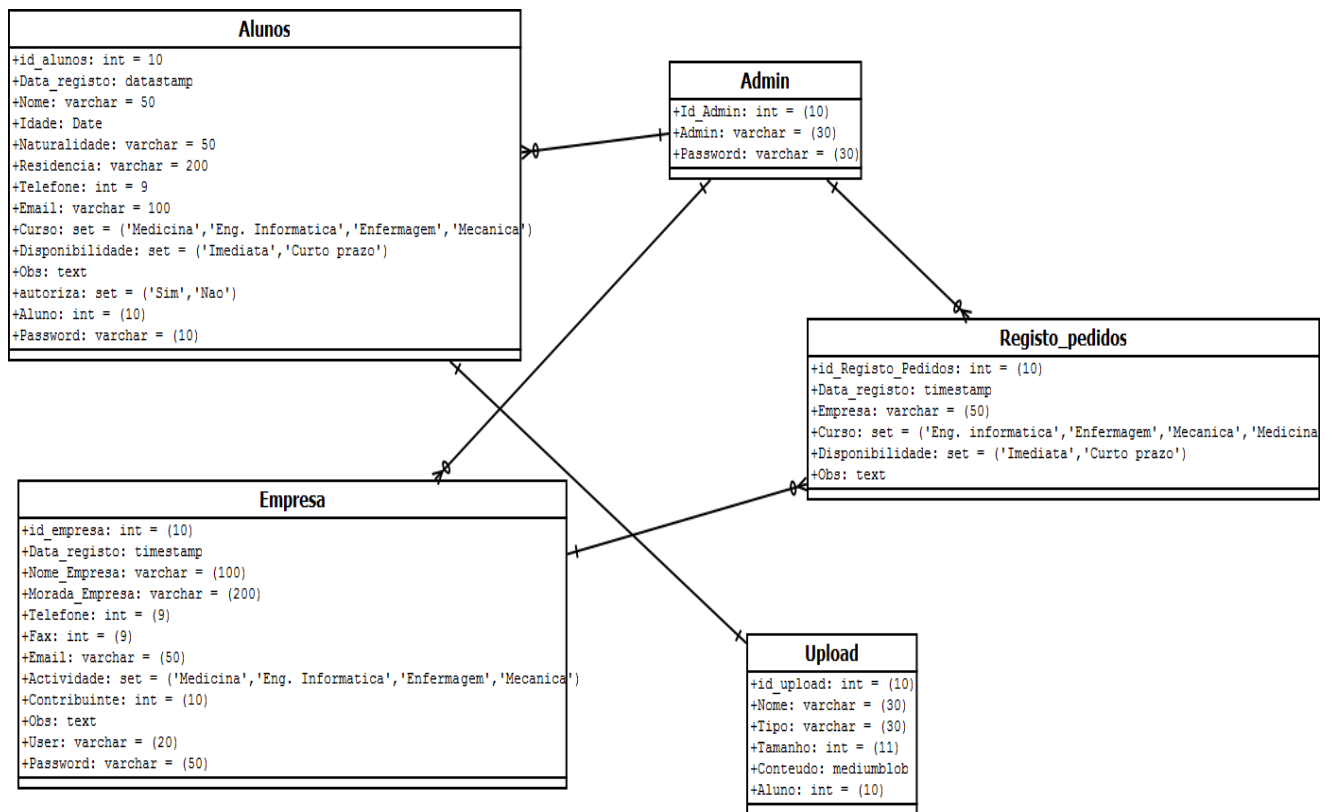 Alunos
+id_alunos: int = 10
+Data_registo: datastamp
+Nome: varchar = 50
+Idade: Date
+Naturalidade: varchar = 50
+Residencia: varchar = 200
+Telefone: int = 9
+Email: varchar = 100
+Curso: set = ('Medicina','Eng. Informatica','Enfermagem','Mecanica')
+Disponibilidade: set = ('Imediata','Curto prazo')
+Obs: text
+autoriza: set = ('Sim','Nao')
+Aluno: int = (10)
+Password: varchar = (10)
Admin
+Id_Admin: int = (10)
+Admin: varchar = (30)
+Password: varchar = (30)
Registo_pedidos
+id_Registo_Pedidos: int = (10)
+Data_registo: timestamp
+Empresa: varchar = (50)
+Curso: set = ('Eng. informatica','Enfermagem','Mecanica','Medicina
+Disponibilidade: set = ('Imediata','Curto prazo')
+Obs: text
Empresa
+id_empresa: int = (10)
+Data_registo: timestamp
+Nome_Empresa: varchar = (100)
+Morada_Empresa: varchar = (200)
+Telefone: int = (9)
+Fax: int = (9)
+Email: varchar = (50)
+Actividade: set = ('Medicina','Eng. Informatica','Enfermagem','Mecanica')
+Contribuinte: int = (10)
+Obs: text
+User: varchar = (20)
+Password: varchar = (50)
Upload
+id_upload: int = (10)
+Nome: varchar = (30)
+Tipo: varchar = (30)
+Tamanho: int = (11)
+Conteudo: mediumblob
+Aluno: int = (10)